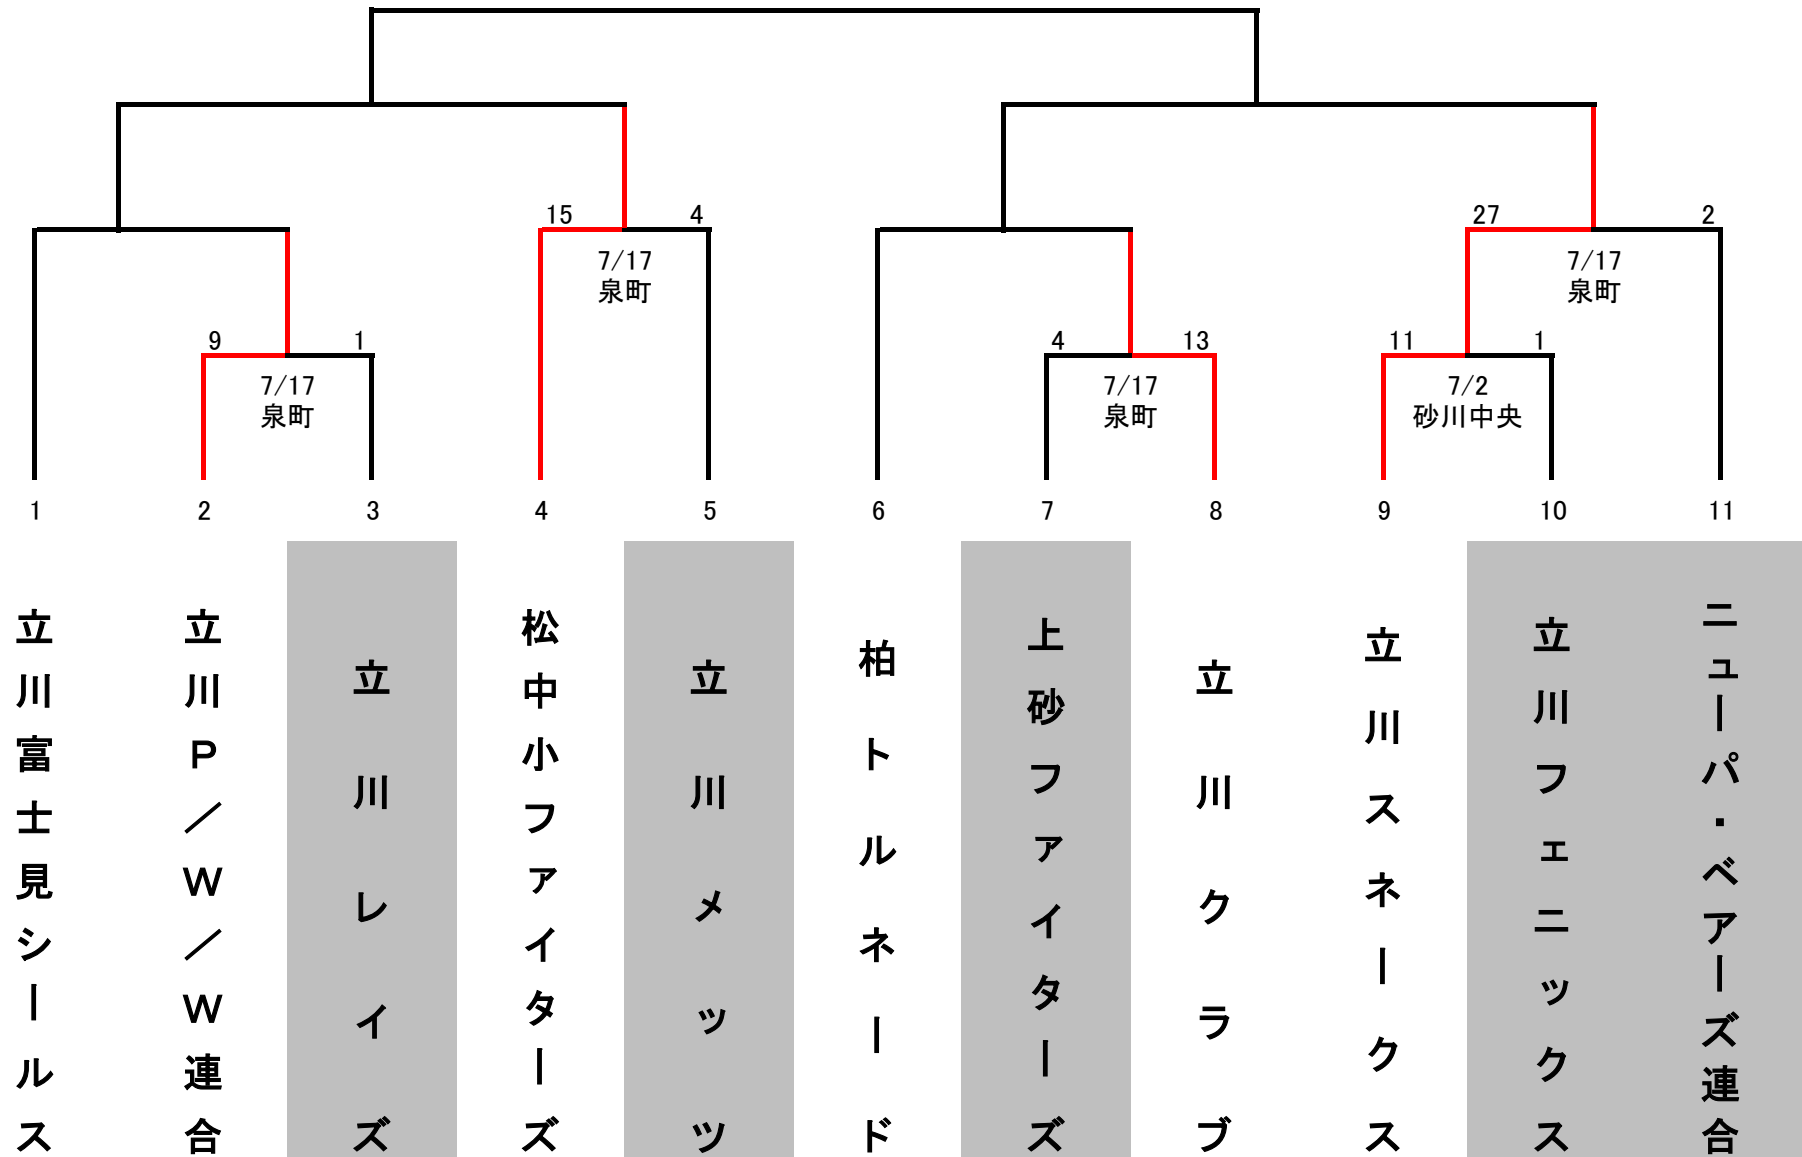 15 4
27 2
7/17
泉町
7/17
泉町
9 1
4 13
11 1
7/17
泉町
7/17
泉町
7/2
砂川中央
1 2 3 4 5 6 7 8 9 10 11
立川富士見シールス
立川P／W／W連合
立川レイズ
松中小ファイターズ
立川メッツ
柏トルネード
上砂ファイターズ
立川クラブ
立川スネークス
立川フェニックス
ニューパ・ベアーズ連合